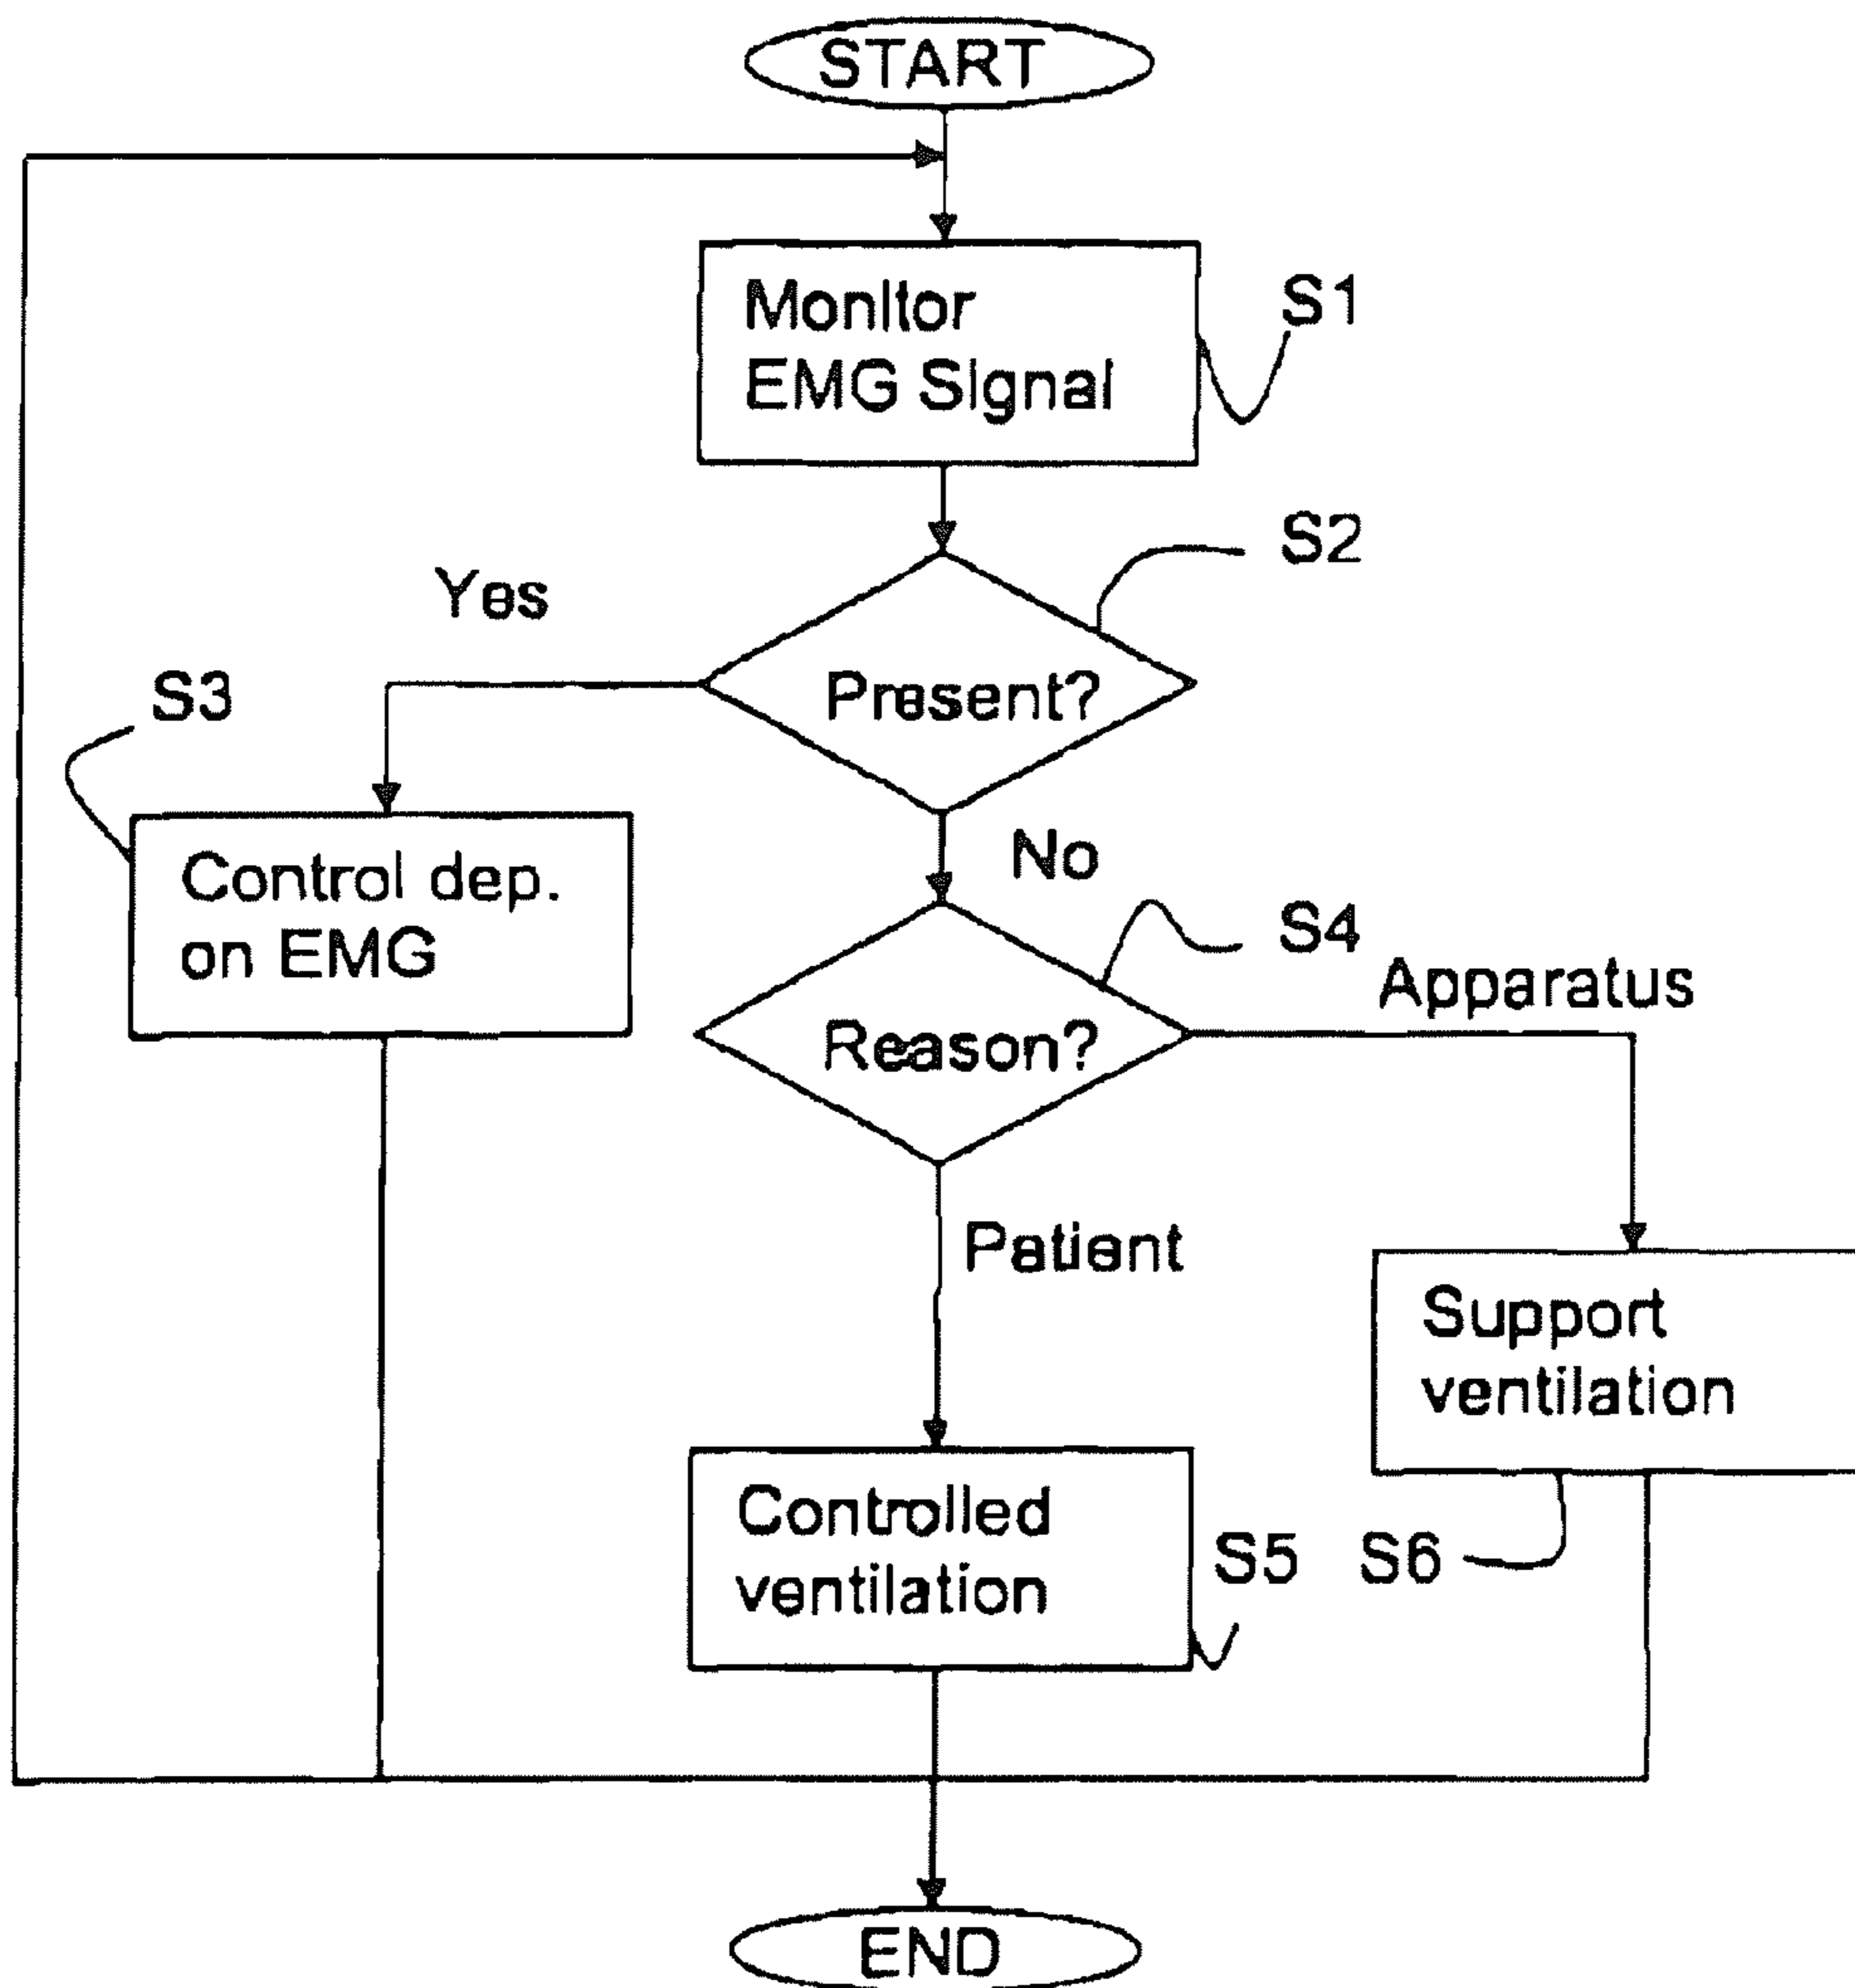 START
Monitor
EMG Signal
S1
S2
Yes
Present?
S3
No
Control dep.
on EMG
S4
Apparatus
Reason?
Patient
Support
ventilation
Controlled
ventilation
S5
S6
END